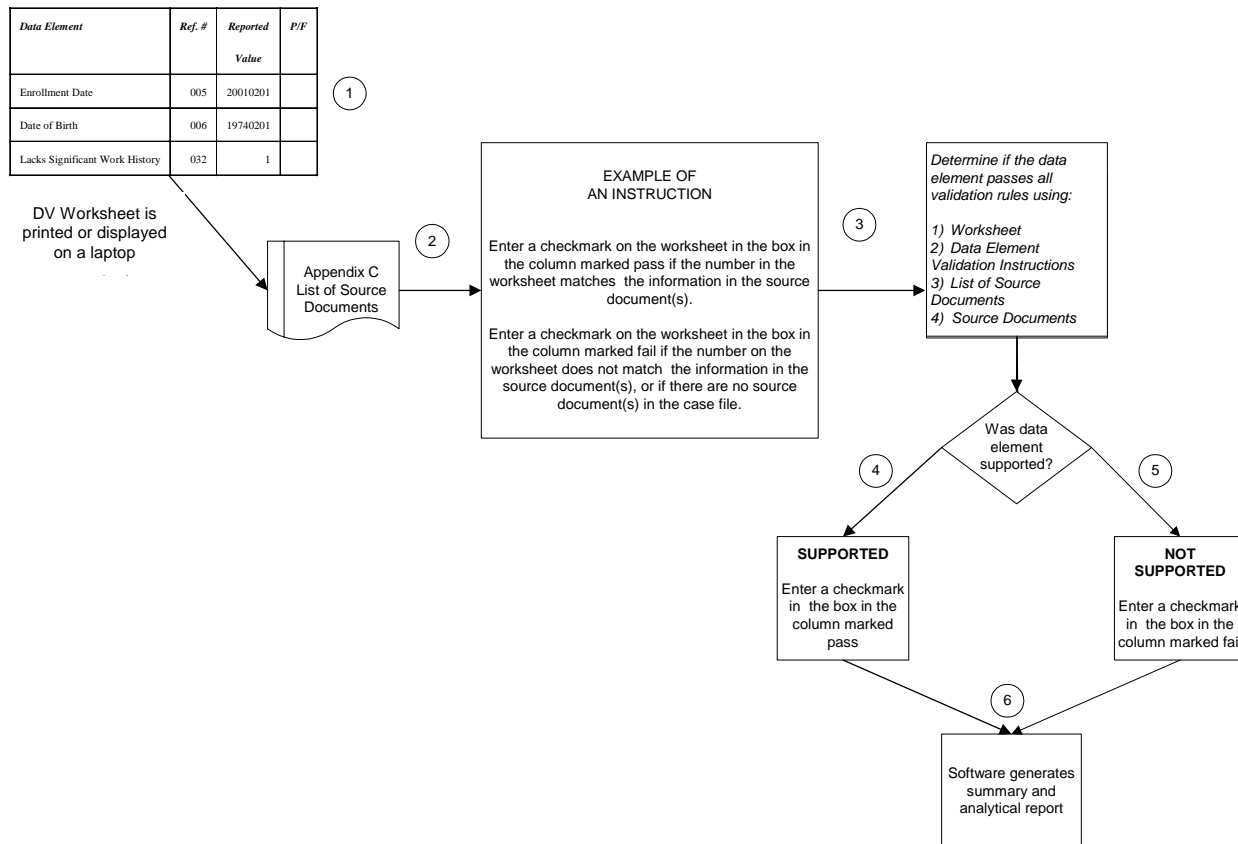 Data Element Ref. # Reported Value P/F
Enrollment Date 005 20010201
Date of Birth 006 19740201
Lacks Significant Work History 032 1
1
DV Worksheet is
printed or displayed
on a laptop
Appendix C
List of Source
Documents
2
EXAMPLE OF
AN INSTRUCTION
Enter a checkmark on the worksheet in the box in
the column marked pass if the number in the
worksheet matches the information in the source
document(s).
Enter a checkmark on the worksheet in the box in
the column marked fail if the number on the
worksheet does not match the information in the
source document(s), or if there are no source
document(s) in the case file.
3
Determine if the data
element passes all
validation rules using:
1) Worksheet
2) Data Element
Validation Instructions
3) List of Source
Documents
4) Source Documents
Was data
element
supported?
4
5
SUPPORTED
Enter a checkmark
in the box in the
column marked
pass
NOT
SUPPORTED
Enter a checkmark
in the box in the
column marked fail
6
Software generates
summary and
analytical report